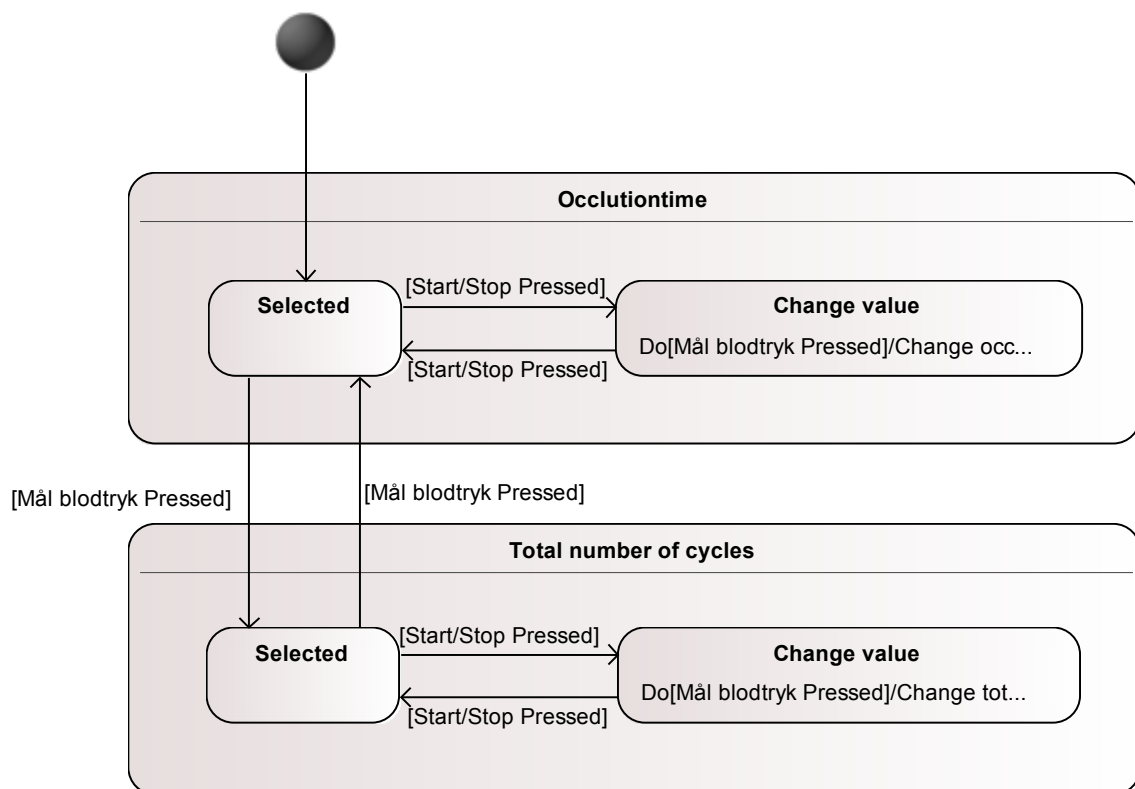 Occlutiontime
[Start/Stop Pressed]
Selected
Change value
Do[Mål blodtryk Pressed]/Change occ...
[Start/Stop Pressed]
[Mål blodtryk Pressed]
[Mål blodtryk Pressed]
Total number of cycles
[Start/Stop Pressed]
Selected
Change value
Do[Mål blodtryk Pressed]/Change tot...
[Start/Stop Pressed]